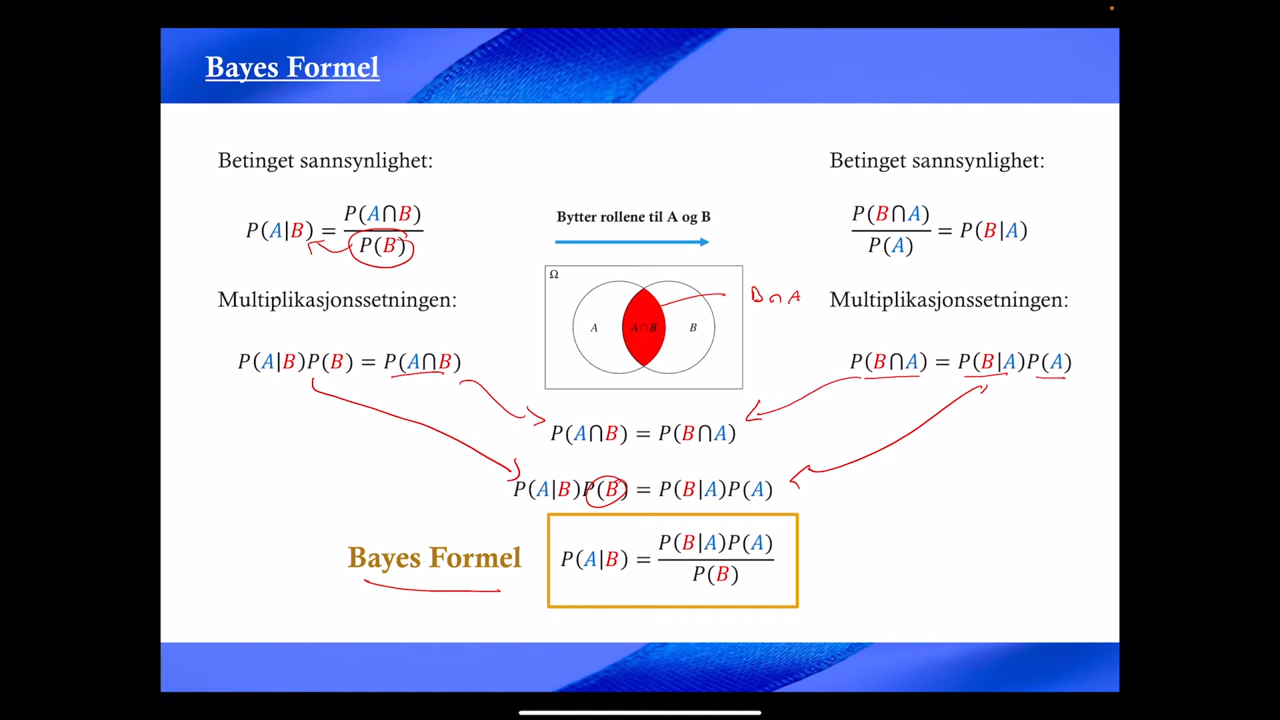 Bayes Formel
Betinget sannsynlighet:
P(A|B) = P(A∩B) / P(B)
Multiplikasjonssetningen:
P(A|B)P(B) = P(A∩B)
Bytter rollene til A og B
Ω
A
A∩B
B
B∩A
Betinget sannsynlighet:
P(B∩A) / P(A) = P(B|A)
Multiplikasjonssetningen:
P(B∩A) = P(B|A)P(A)
P(A∩B) = P(B∩A)
P(A|B)P(B) = P(B|A)P(A)
Bayes Formel
P(A|B) = P(B|A)P(A) / P(B)